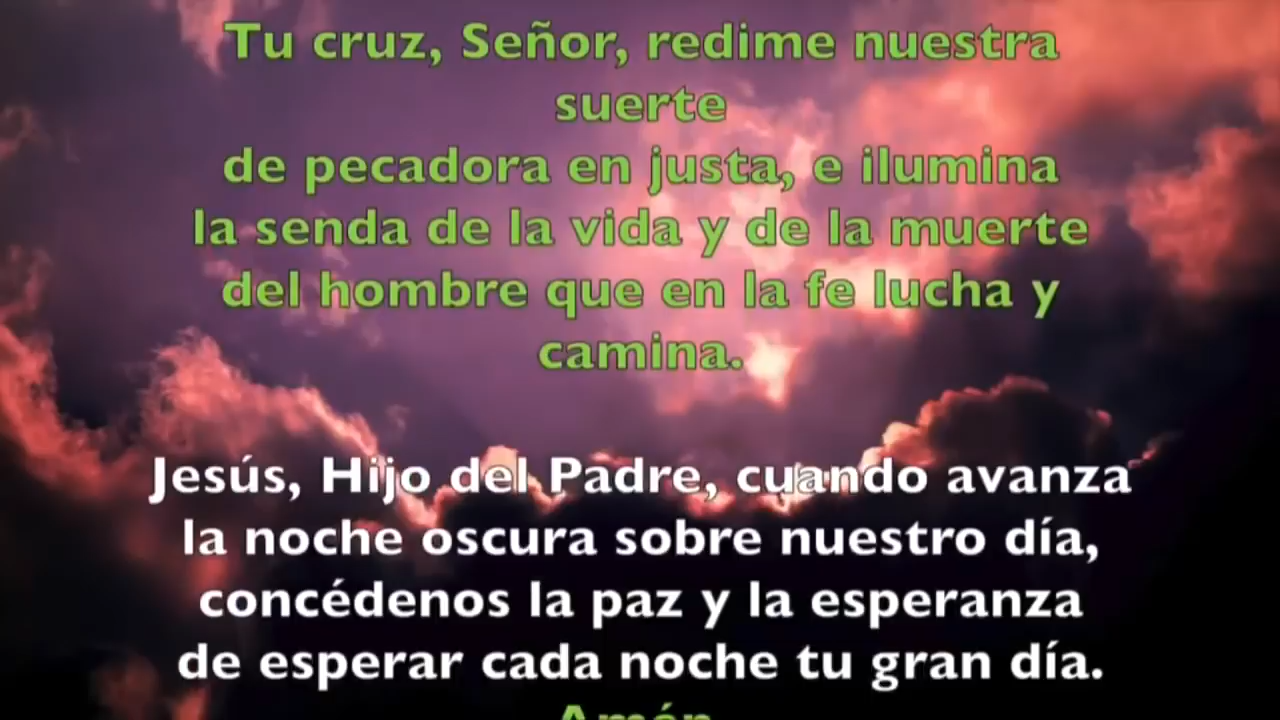 Tu cruz, Señor, redime nuestra
suerte
de pecadora en justa, e ilumina
la senda de la vida y de la muerte
del hombre que en la fe lucha y
camina.
Jesús, Hijo del Padre, cuando avanza
la noche oscura sobre nuestro día,
concédenos la paz y la esperanza
de esperar cada noche tu gran día.
Amén